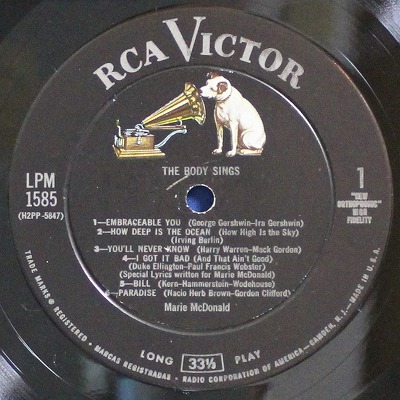 RCA VICTOR
THE BODY SINGS
LPM
1585
(H2PP-5847)
1
"NEW
ORTHOPHONIC"
HIGH
FIDELITY
1—EMBRACEABLE YOU (George Gershwin-Ira Gershwin)
2—HOW DEEP IS THE OCEAN (How High is the Sky)
(Irving Berlin)
3—YOU'LL NEVER KNOW (Harry Warren-Mack Gordon)
4—I GOT IT BAD (And That Ain't Good)
(Duke Ellington-Paul Francis Webster)
(Special Lyrics written for Marie McDonald)
5—BILL (Kern-Hammerstein-Wodehouse)
6—PARADISE (Nacio Herb Brown-Gordon Clifford)
Marie McDonald
LONG 33⅓ PLAY
TRADE MARKS ® REGISTERED • MARCAS REGISTRADAS • RADIO CORPORATION OF AMERICA—CAMDEN, N. J.—MADE IN U.S.A.